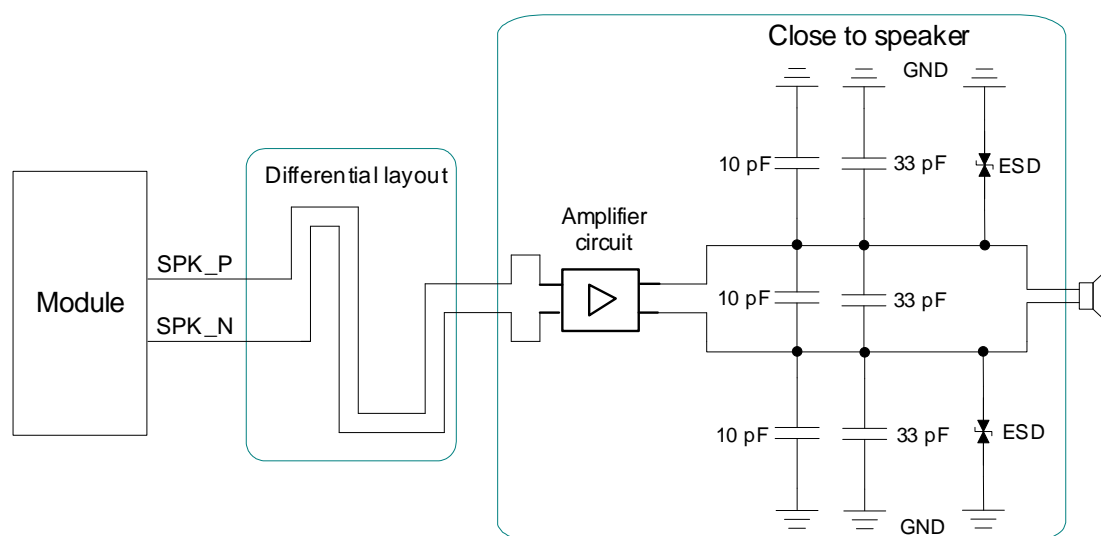 Close to speaker
GND
10 pF
33 pF
ESD
Differential layout
Amplifier
circuit
SPK_P
Module
10 pF
33 pF
SPK_N
10 pF
33 pF
ESD
GND